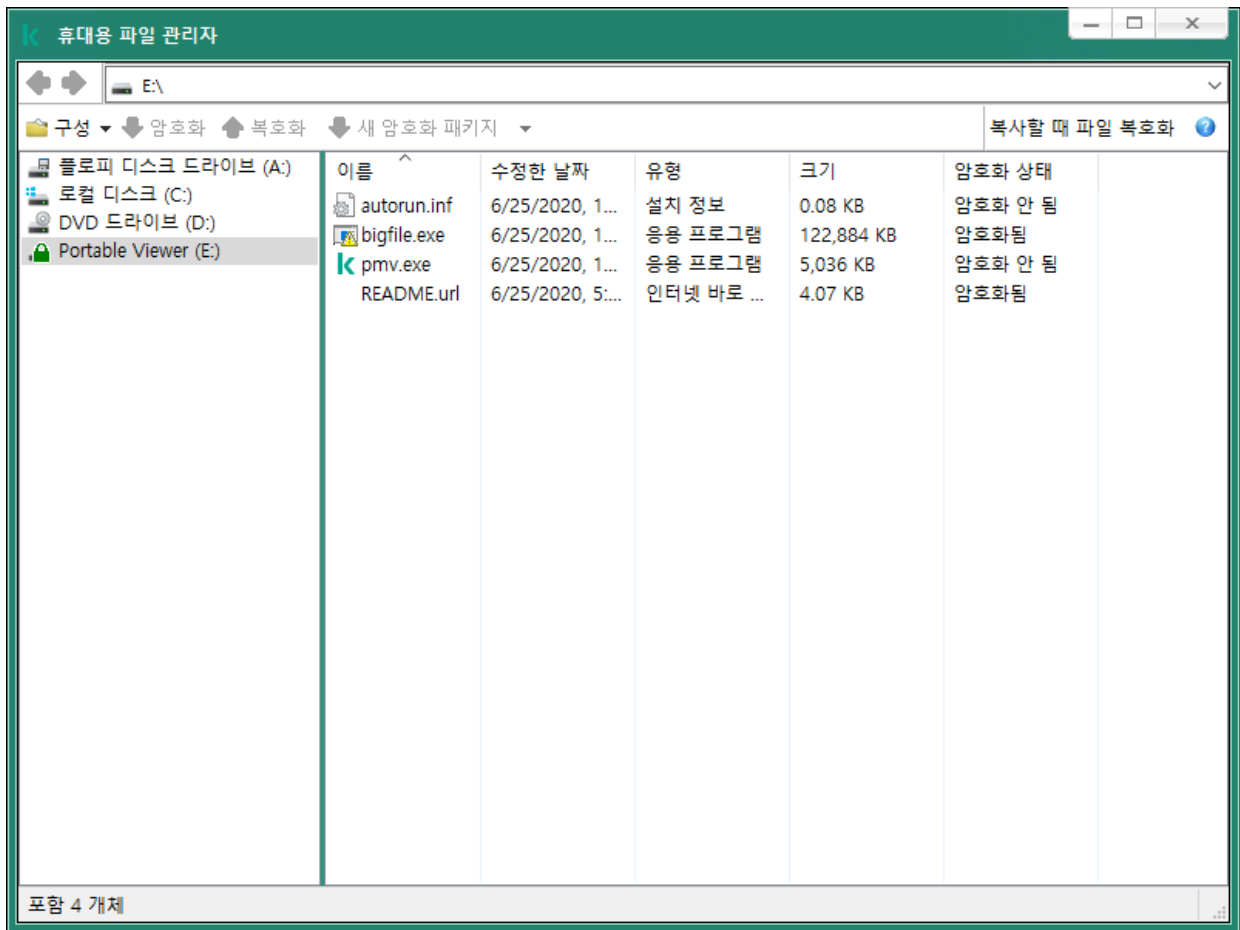 휴대용 파일 관리자
E:\
구성 암호화 복호화 새 암호화 패키지 복사할 때 파일 복호화
플로피 디스크 드라이브 (A:)
로컬 디스크 (C:)
DVD 드라이브 (D:)
Portable Viewer (E:)
이름 수정한 날짜 유형 크기 암호화 상태
autorun.inf 6/25/2020, 1... 설치 정보 0.08 KB 암호화 안 됨
bigfile.exe 6/25/2020, 1... 응용 프로그램 122,884 KB 암호화됨
pmv.exe 6/25/2020, 1... 응용 프로그램 5,036 KB 암호화 안 됨
README.url 6/25/2020, 5:... 인터넷 바로 ... 4.07 KB 암호화됨
포함 4 개체